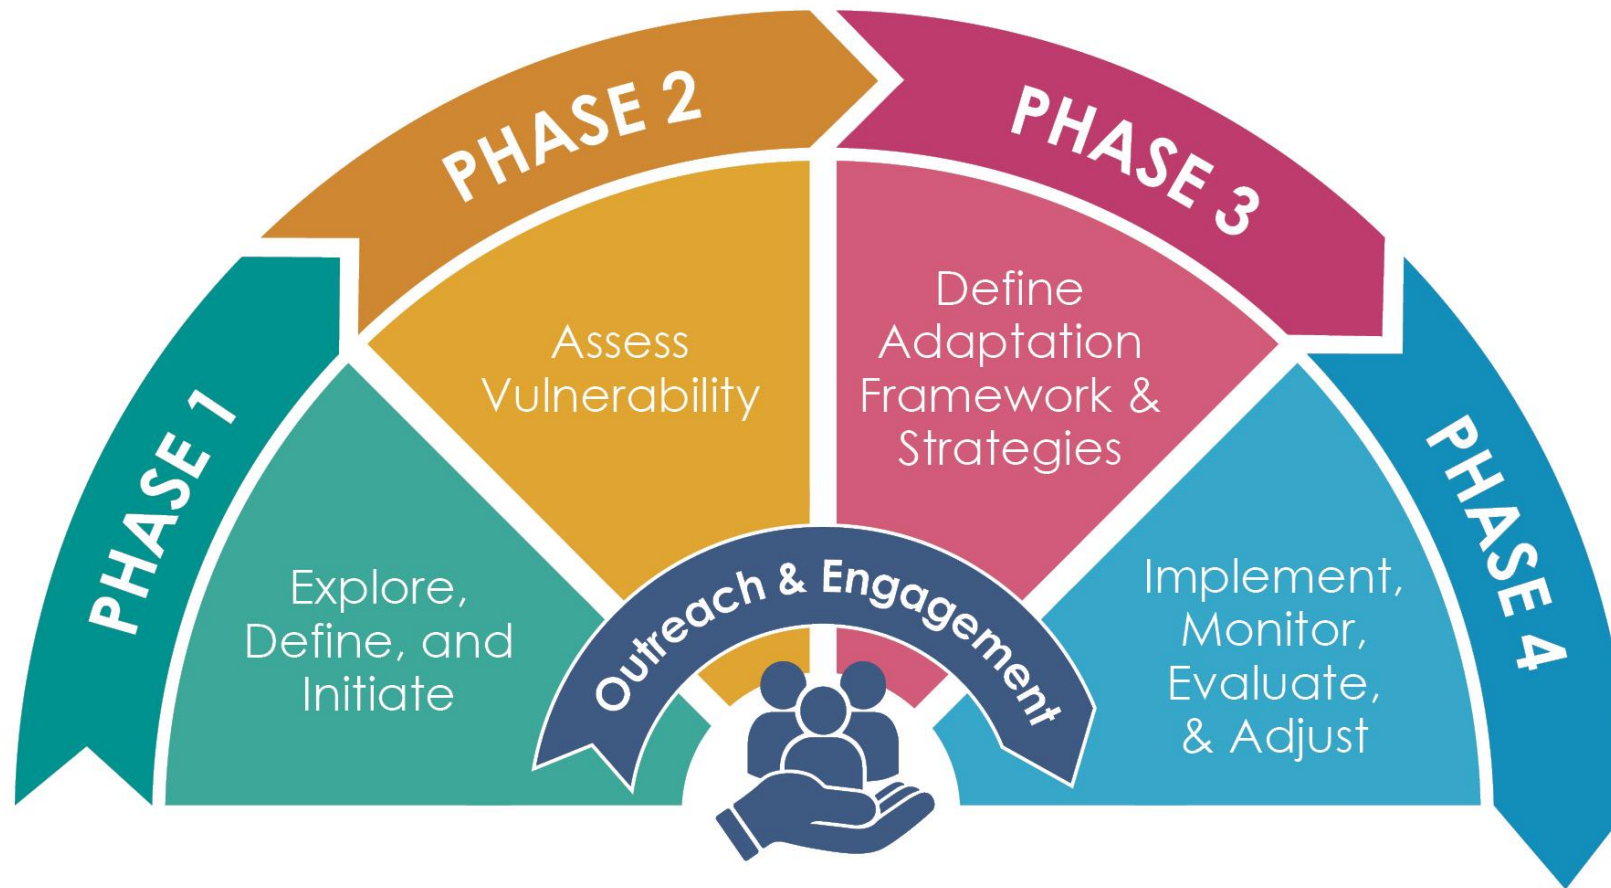 PHASE 1
Explore,
Define, and
Initiate
PHASE 2
Assess
Vulnerability
PHASE 3
Define
Adaptation
Framework &
Strategies
PHASE 4
Implement,
Monitor,
Evaluate,
& Adjust
Outreach & Engagement